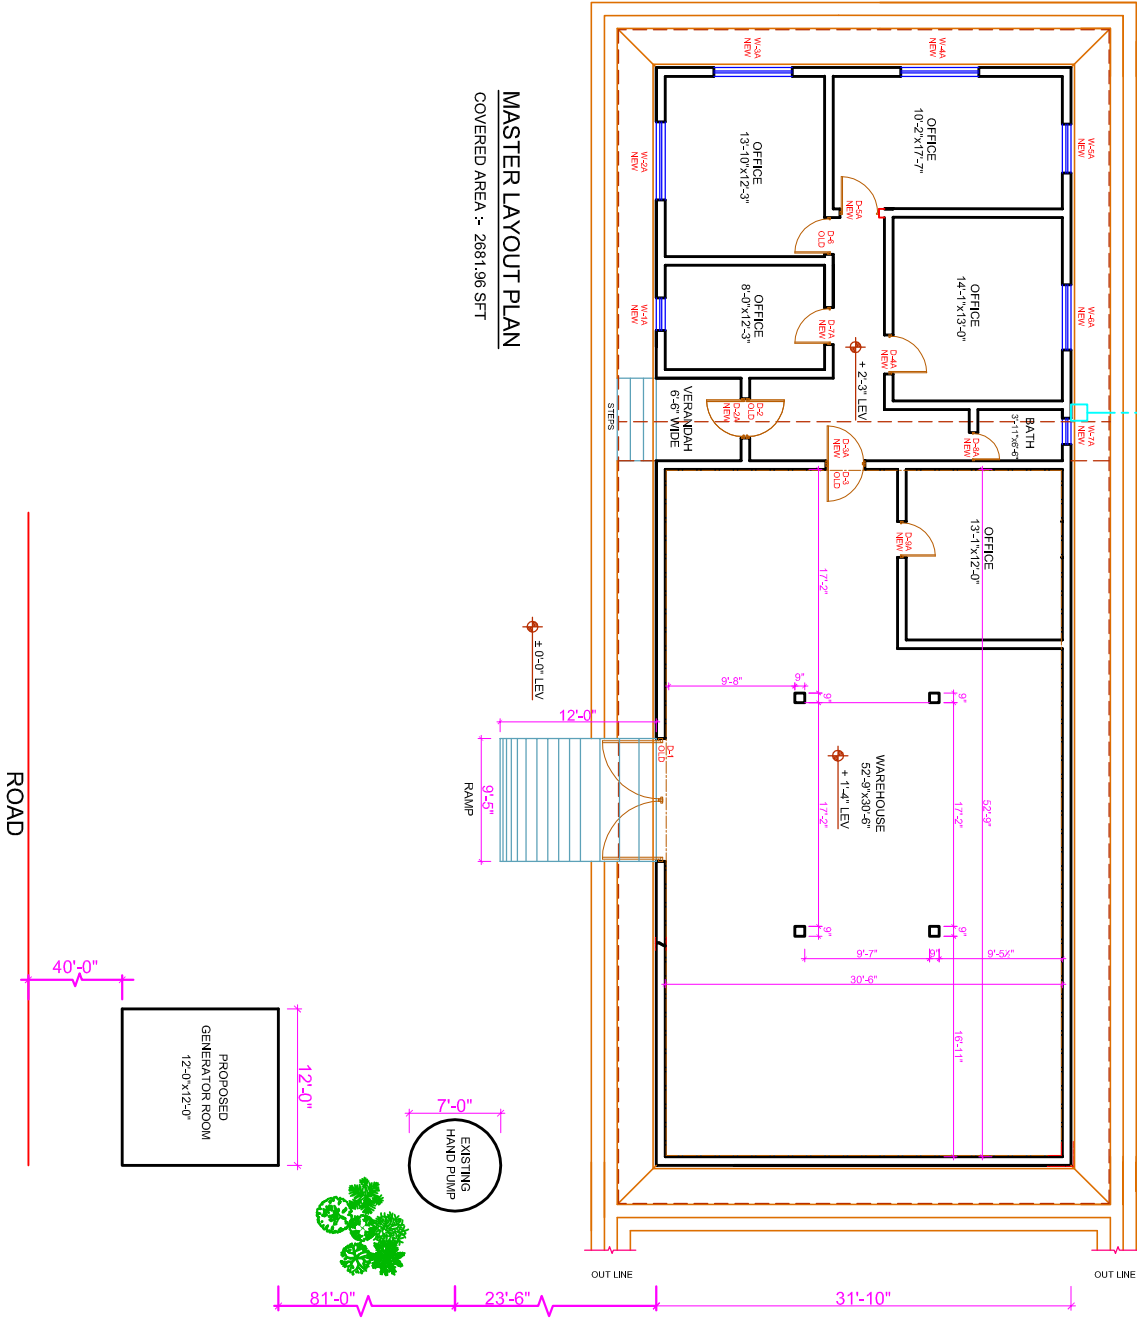 MASTER LAYOUT PLAN
COVERED AREA :- 2681.96 SFT
W-3A
NEW
W-4A
NEW
W-5A
NEW
W-2A
NEW
OFFICE
13'-10"x12'-3"
OFFICE
10'-2"x17'-7"
D-5A
NEW
D-6
OLD
W-1A
NEW
OFFICE
8'-0"x12'-3"
D-7A
NEW
OFFICE
14'-1"x13'-0"
W-6A
NEW
D-4A
NEW
+ 2'-3" LEV
STEPS
VERANDAH
6'-6" WIDE
D-2
OLD
D-2A
NEW
D-3A
NEW
D-3
OLD
BATH
3'-11"x6'-6"
D-8A
NEW
W-7A
NEW
OFFICE
13'-1"x12'-0"
D-9A
NEW
17'-2"
± 0'-0" LEV
9'-8"
9"
9"
9"
12'-0"
9'-5"
RAMP
D-1
OLD
WAREHOUSE
52'-9"x30'-6"
+ 1'-4" LEV
17'-2"
17'-2"
52'-9"
9"
9"
9'-7"
9"
30'-6"
16'-11"
ROAD
40'-0"
PROPOSED
GENERATOR ROOM
12'-0"x12'-0"
12'-0"
7'-0"
EXISTING
HAND PUMP
OUT LINE
OUT LINE
81'-0"
23'-6"
31'-10"